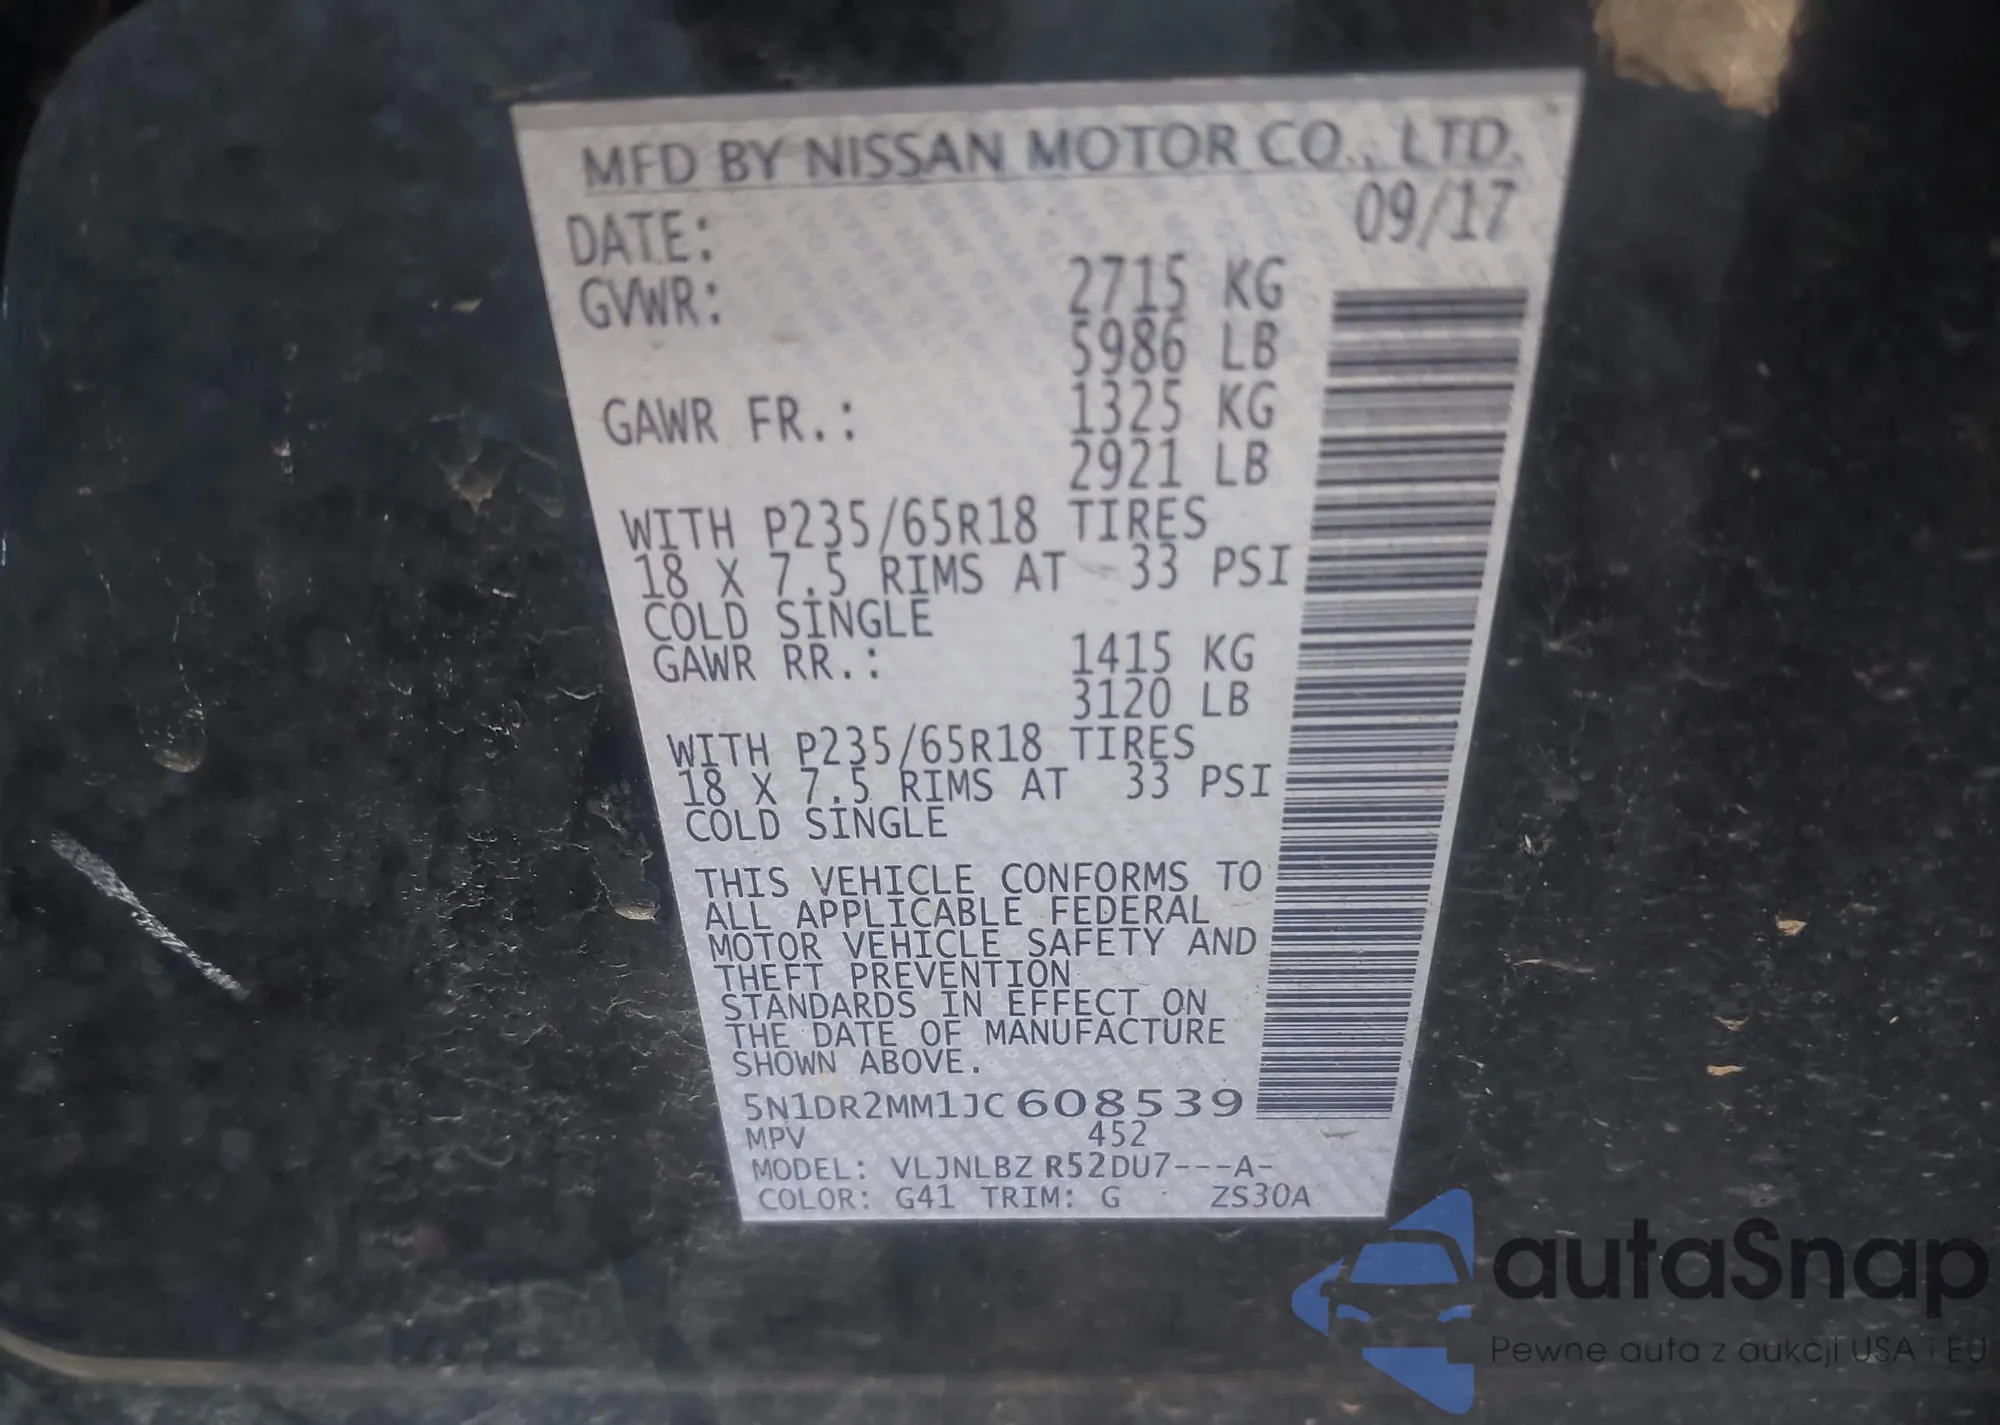 MFD BY NISSAN MOTOR CO., LTD.
DATE: 09/17
GVWR: 2715 KG
5986 LB
GAWR FR.: 1325 KG
2921 LB
WITH P235/65R18 TIRES
18 X 7.5 RIMS AT 33 PSI
COLD SINGLE
GAWR RR.: 1415 KG
3120 LB
WITH P235/65R18 TIRES
18 X 7.5 RIMS AT 33 PSI
COLD SINGLE
THIS VEHICLE CONFORMS TO
ALL APPLICABLE FEDERAL
MOTOR VEHICLE SAFETY AND
THEFT PREVENTION
STANDARDS IN EFFECT ON
THE DATE OF MANUFACTURE
SHOWN ABOVE.
5N1DR2MM1JC608539
MPV 452
MODEL: VLJNLBZ R52DU7---A-
COLOR: G41 TRIM: G ZS30A
autaSnap
Pewne auta z aukcji USA i EU